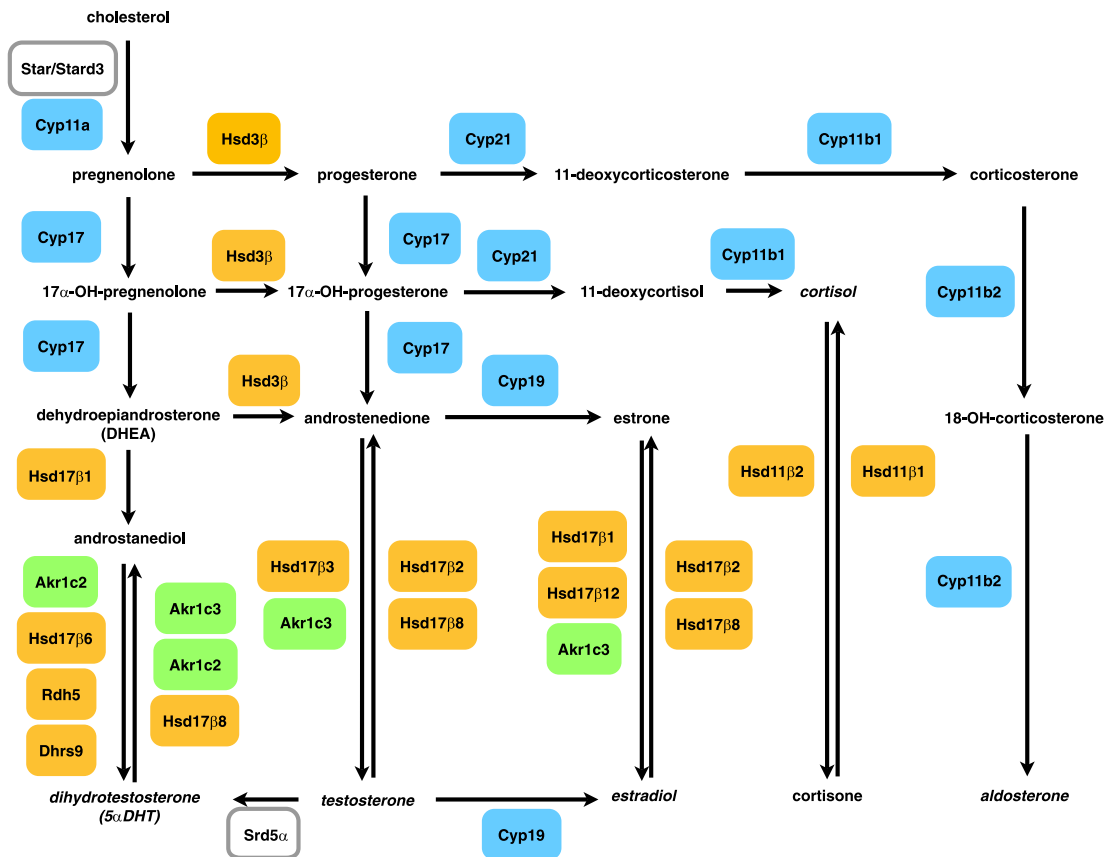 cholesterol
Star/Stard3
Cyp11a
Hsd3β
Cyp21
Cyp11b1
pregnenolone
progesterone
11-deoxycorticosterone
corticosterone
Cyp17
Hsd3β
Cyp17
Cyp21
Cyp11b1
Cyp11b2
17α-OH-pregnenolone
17α-OH-progesterone
11-deoxycortisol
cortisol
Cyp17
Hsd3β
Cyp17
Cyp19
dehydroepiandrosterone
(DHEA)
androstenedione
estrone
18-OH-corticosterone
Hsd17β1
Hsd11β2
Hsd11β1
androstanediol
Akr1c2
Hsd17β6
Rdh5
Dhrs9
Akr1c3
Akr1c2
Hsd17β8
Hsd17β3
Akr1c3
Hsd17β2
Hsd17β8
Hsd17β1
Hsd17β12
Akr1c3
Hsd17β2
Hsd17β8
Cyp11b2
dihydrotestosterone
(5αDHT)
testosterone
estradiol
cortisone
aldosterone
Srd5α
Cyp19